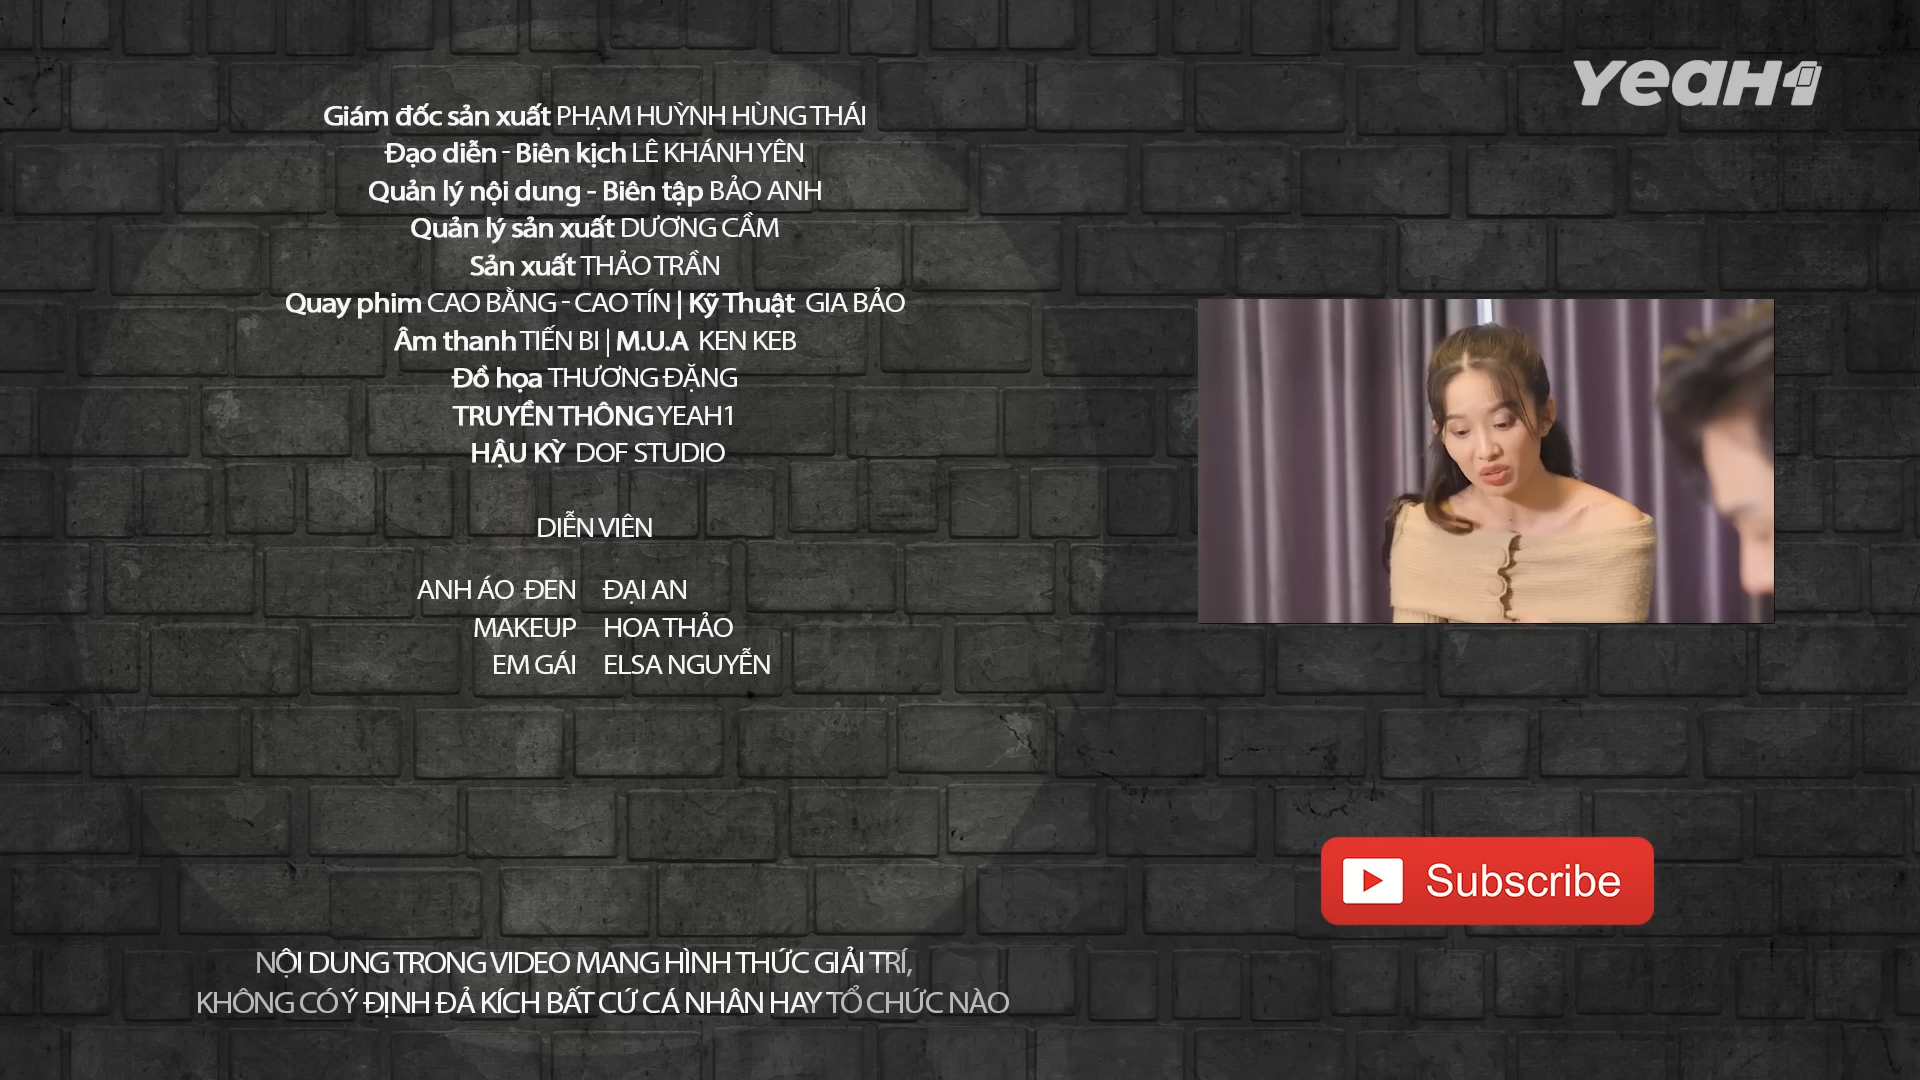 YEAH1
Giám đốc sản xuất PHẠM HUỲNH HÙNG THÁI
Đạo diễn - Biên kịch LÊ KHÁNH YÊN
Quản lý nội dung - Biên tập BẢO ANH
Quản lý sản xuất DƯƠNG CẦM
Sản xuất THẢO TRẦN
Quay phim CAO BẰNG - CAO TÍN | Kỹ Thuật GIA BẢO
Âm thanh TIẾN BI | M.U.A KEN KEB
Đồ họa THƯƠNG ĐẶNG
TRUYỀN THÔNG YEAH1
HẬU KỲ DOF STUDIO
DIỄN VIÊN
ANH ÁO ĐEN ĐẠI AN
MAKEUP HOA THẢO
EM GÁI ELSA NGUYỄN
Subscribe
NỘI DUNG TRONG VIDEO MANG HÌNH THỨC GIẢI TRÍ,
KHÔNG CÓ Ý ĐỊNH ĐẢ KÍCH BẤT CỨ CÁ NHÂN HAY TỔ CHỨC NÀO